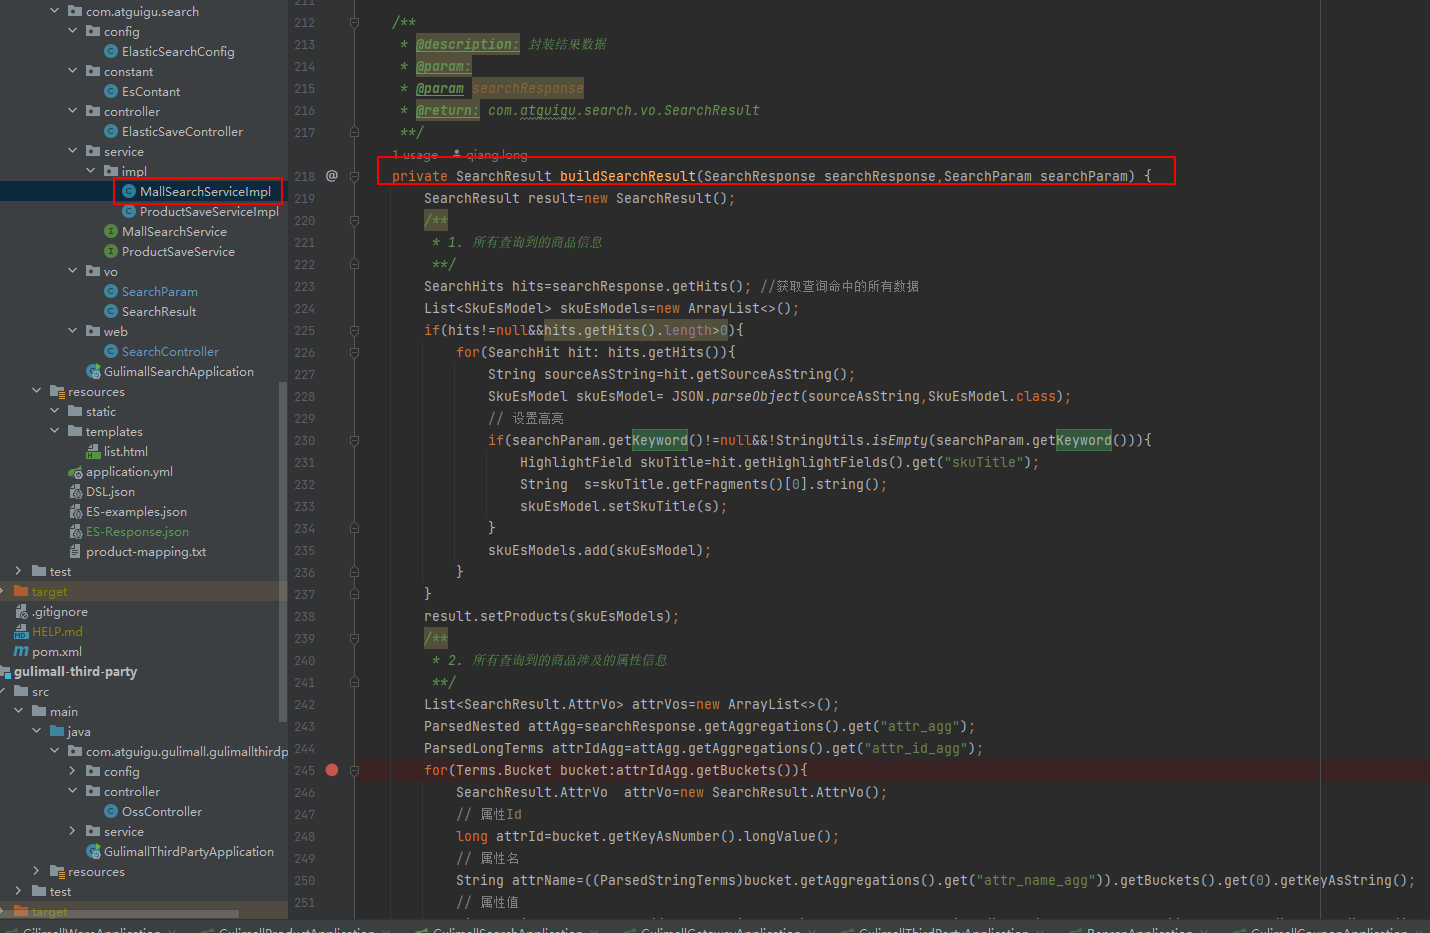 com.atguigu.search
config
ElasticSearchConfig
constant
EsContant
controller
ElasticSaveController
service
impl
MallSearchServiceImpl
ProductSaveServiceImpl
MallSearchService
ProductSaveService
vo
SearchParam
SearchResult
web
SearchController
GulimallSearchApplication
resources
static
templates
list.html
application.yml
DSL.json
ES-examples.json
ES-Response.json
product-mapping.txt
test
target
.gitignore
HELP.md
pom.xml
gulimall-third-party
src
main
java
com.atguigu.gulimall.gulimallthirdp
config
controller
OssController
service
GulimallThirdPartyApplication
resources
test
target
211
212 /**
213 * @description: 封装结果数据
214 * @param:
215 * @param searchResponse
216 * @return: com.atguigu.search.vo.SearchResult
217 **/
1 usage qiang.long
218 @ private SearchResult buildSearchResult(SearchResponse searchResponse,SearchParam searchParam) {
219 SearchResult result=new SearchResult();
220 /**
221 * 1. 所有查询到的商品信息
222 **/
223 SearchHits hits=searchResponse.getHits(); //获取查询命中的所有数据
224 List<SkuEsModel> skuEsModels=new ArrayList<>();
225 if(hits!=null&&hits.getHits().length>0){
226 for(SearchHit hit: hits.getHits()){
227 String sourceAsString=hit.getSourceAsString();
228 SkuEsModel skuEsModel= JSON.parseObject(sourceAsString,SkuEsModel.class);
229 // 设置高亮
230 if(searchParam.getKeyword()!=null&&!StringUtils.isEmpty(searchParam.getKeyword())){
231 HighlightField skuTitle=hit.getHighlightFields().get("skuTitle");
232 String s=skuTitle.getFragments()[0].string();
233 skuEsModel.setSkuTitle(s);
234 }
235 skuEsModels.add(skuEsModel);
236 }
237 }
238 result.setProducts(skuEsModels);
239 /**
240 * 2. 所有查询到的商品涉及的属性信息
241 **/
242 List<SearchResult.AttrVo> attrVos=new ArrayList<>();
243 ParsedNested attAgg=searchResponse.getAggregations().get("attr_agg");
244 ParsedLongTerms attrIdAgg=attAgg.getAggregations().get("attr_id_agg");
245 for(Terms.Bucket bucket:attrIdAgg.getBuckets()){
246 SearchResult.AttrVo attrVo=new SearchResult.AttrVo();
247 // 属性Id
248 long attrId=bucket.getKeyAsNumber().longValue();
249 // 属性名
250 String attrName=((ParsedStringTerms)bucket.getAggregations().get("attr_name_agg")).getBuckets().get(0).getKeyAsString();
251 // 属性值